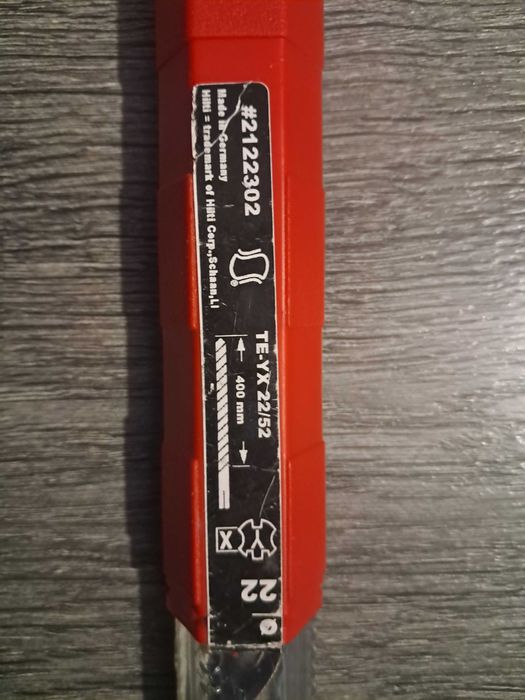 #2122302
Made in Germany
Hilti = trademark of Hilti Corp.,Schaan,Li
TE-YX 22/52
400 mm
Y
X
22
Ø